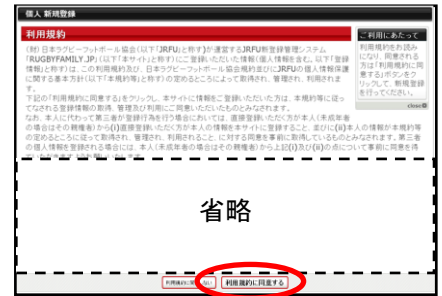 個人 新規登録
利用規約
(財)日本ラグビーフットボール協会(以下「JRFU」と称す)が運営するJRFU新登録管理システム
「RUGBYFAMILY.JP」(以下「本サイト」と称す)にご登録いただいた情報(個人情報を含む。以下「登録
情報」と称す)は、この利用規約及び、日本ラグビーフットボール協会規約並びにJRFUの個人情報保護
に関する基本方針(以下「本規約等」と称す)の定めるところによって取得され、管理され、利用されま
す。
下記の「利用規約に同意する」をクリックし、本サイトに情報をご登録いただいた方は、本規約等に従っ
てなされる登録情報の取得、管理及び利用にご同意いただいたものとみなされます。
なお、本人に代わって第三者が登録行為を行う場合においては、直接登録いただく方が本人(未成年者
の場合はその親権者)から(i)直接登録いただく方が本人の情報を本サイトに登録すること、並びに(ii)本人の情報が本規約等
の定めるところに従って取得され、管理され、利用されること、に対する同意を事前に取得しているものとみなされます。第三者
の個人情報を登録される場合には、本人(未成年者の場合はその親権者)から上記(i)及び(ii)の点について事前に同意を得
ご利用にあたって
利用規約をお読み
になり、同意される
方は「利用規約に同
意する」ボタンをク
リックして、新規登録
を行ってください。
close
省略
利用規約に同意する